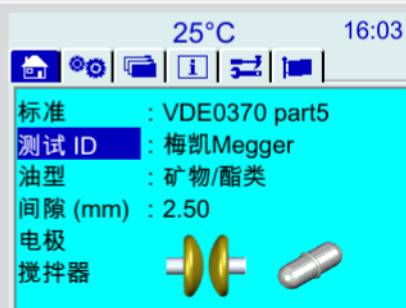 25°C 16:03
标准 : VDE0370 part5
测试 ID : 梅凯Megger
油型 : 矿物/酯类
间隙 (mm) : 2.50
电极
搅拌器